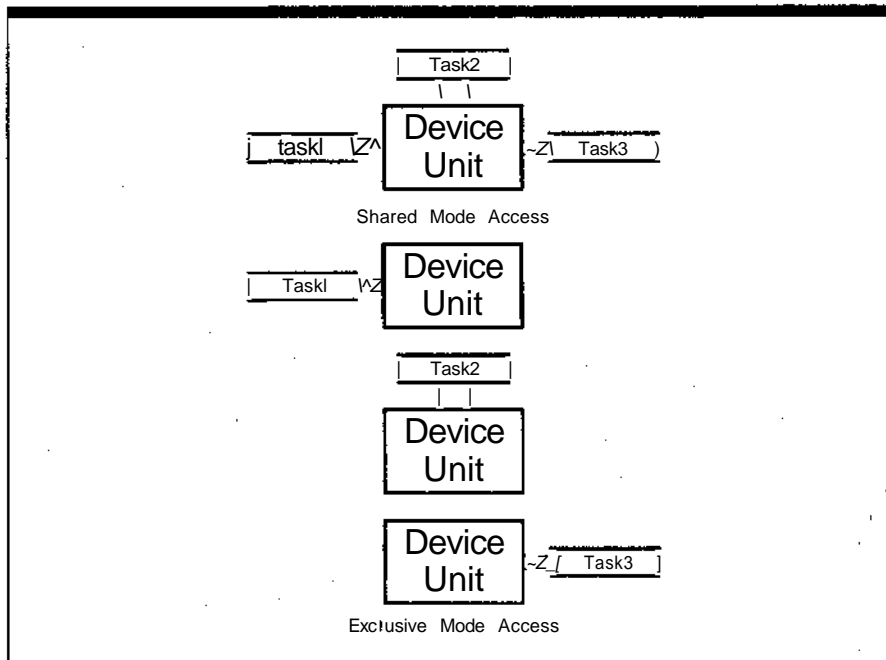 Task2
Device
Unit
taskl
Task3
Shared Mode Access
Device
Unit
Taskl
Task2
Device
Unit
Device
Unit
Task3
Exclusive Mode Access